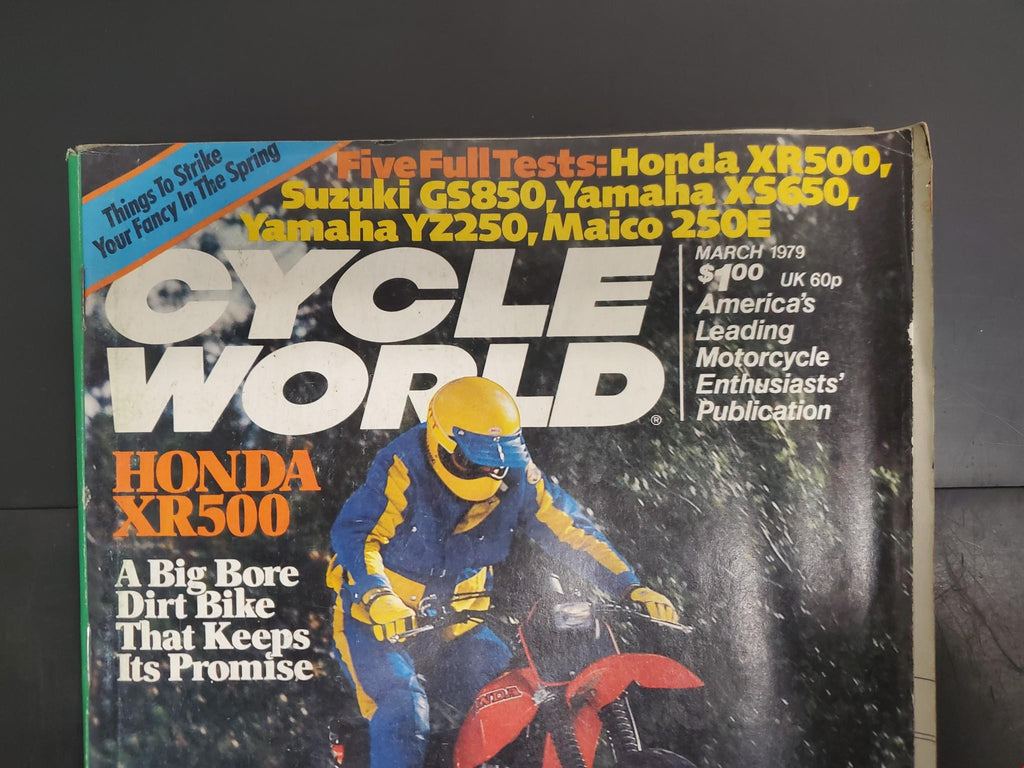 Things To Strike
Your Fancy In The Spring
Five Full Tests: Honda XR500,
Suzuki GS850, Yamaha XS650,
Yamaha YZ250, Maico 250E
CYCLE
WORLD®
MARCH 1979
$1.00 UK 60p
America's
Leading
Motorcycle
Enthusiasts'
Publication
HONDA
XR500
A Big Bore
Dirt Bike
That Keeps
Its Promise
HONDA